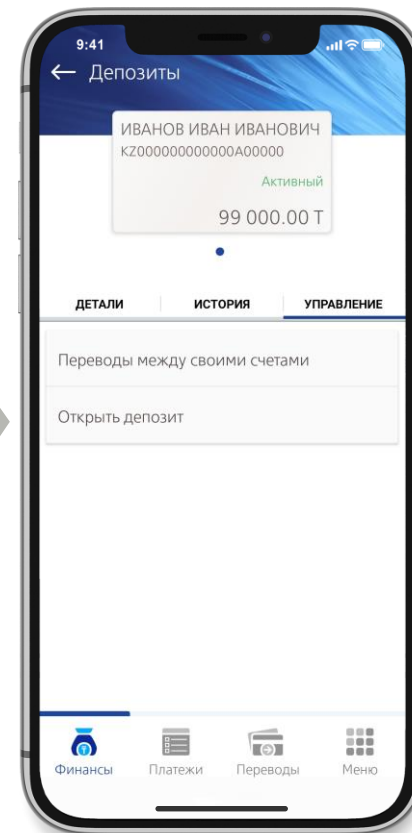 9:41
Депозиты
ИВАНОВ ИВАН ИВАНОВИЧ
KZ000000000000A00000
Активный
99 000.00 T
ДЕТАЛИ ИСТОРИЯ УПРАВЛЕНИЕ
Переводы между своими счетами
Открыть депозит
Финансы Платежи Переводы Меню